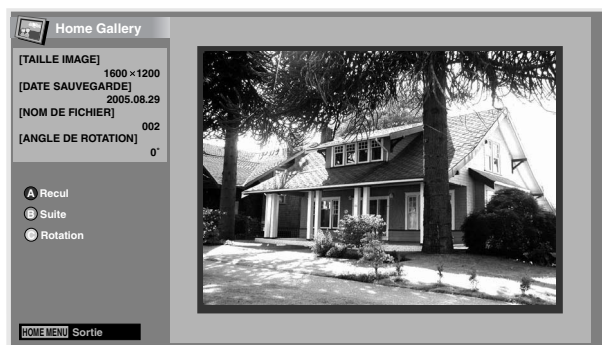 Home Gallery
[TAILLE IMAGE]
1600×1200
[DATE SAUVEGARDE]
2005.08.29
[NOM DE FICHIER]
002
[ANGLE DE ROTATION]
0°
A Recul
B Suite
C Rotation
HOME MENU Sortie